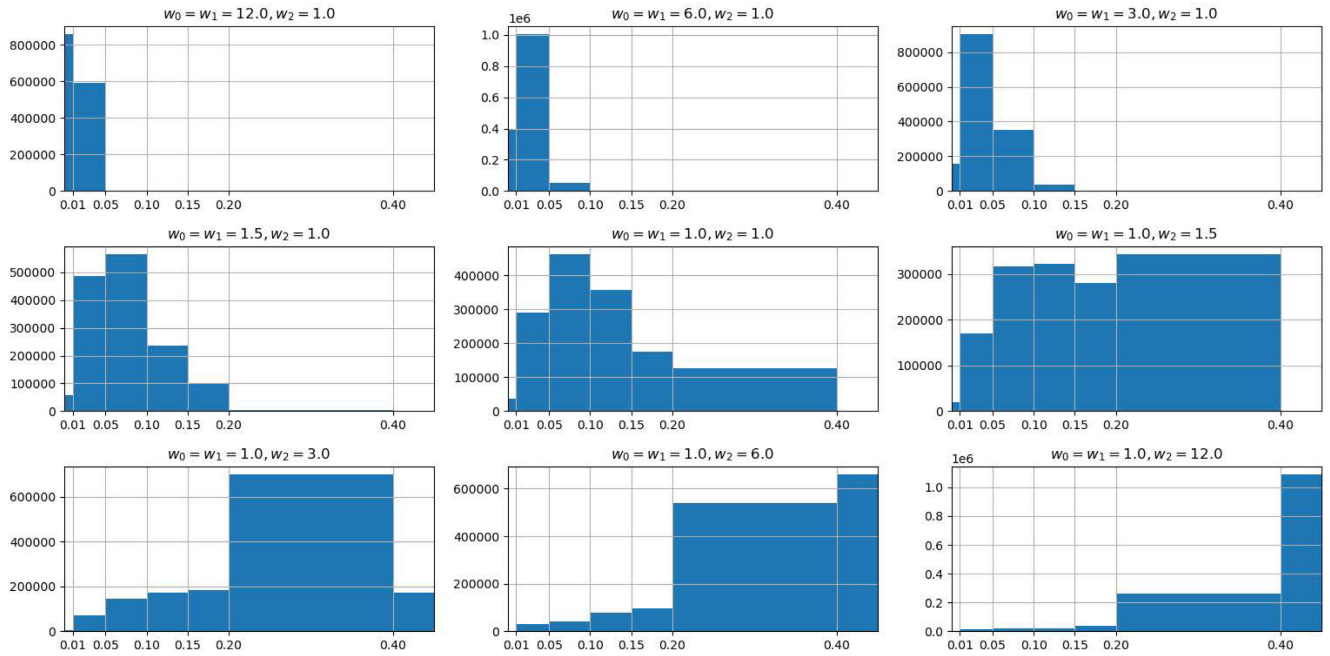 w₀ = w₁ = 12.0, w₂ = 1.0
800000
600000
400000
200000
0
0.01 0.05 0.10 0.15 0.20 0.40
w₀ = w₁ = 6.0, w₂ = 1.0
1e6
1.0
0.8
0.6
0.4
0.2
0.0
0.01 0.05 0.10 0.15 0.20 0.40
w₀ = w₁ = 3.0, w₂ = 1.0
800000
600000
400000
200000
0
0.01 0.05 0.10 0.15 0.20 0.40
w₀ = w₁ = 1.5, w₂ = 1.0
500000
400000
300000
200000
100000
0
0.01 0.05 0.10 0.15 0.20 0.40
w₀ = w₁ = 1.0, w₂ = 1.0
400000
300000
200000
100000
0
0.01 0.05 0.10 0.15 0.20 0.40
w₀ = w₁ = 1.0, w₂ = 1.5
300000
200000
100000
0
0.01 0.05 0.10 0.15 0.20 0.40
w₀ = w₁ = 1.0, w₂ = 3.0
600000
400000
200000
0
0.01 0.05 0.10 0.15 0.20 0.40
w₀ = w₁ = 1.0, w₂ = 6.0
600000
400000
200000
0
0.01 0.05 0.10 0.15 0.20 0.40
w₀ = w₁ = 1.0, w₂ = 12.0
1e6
1.0
0.8
0.6
0.4
0.2
0.0
0.01 0.05 0.10 0.15 0.20 0.40